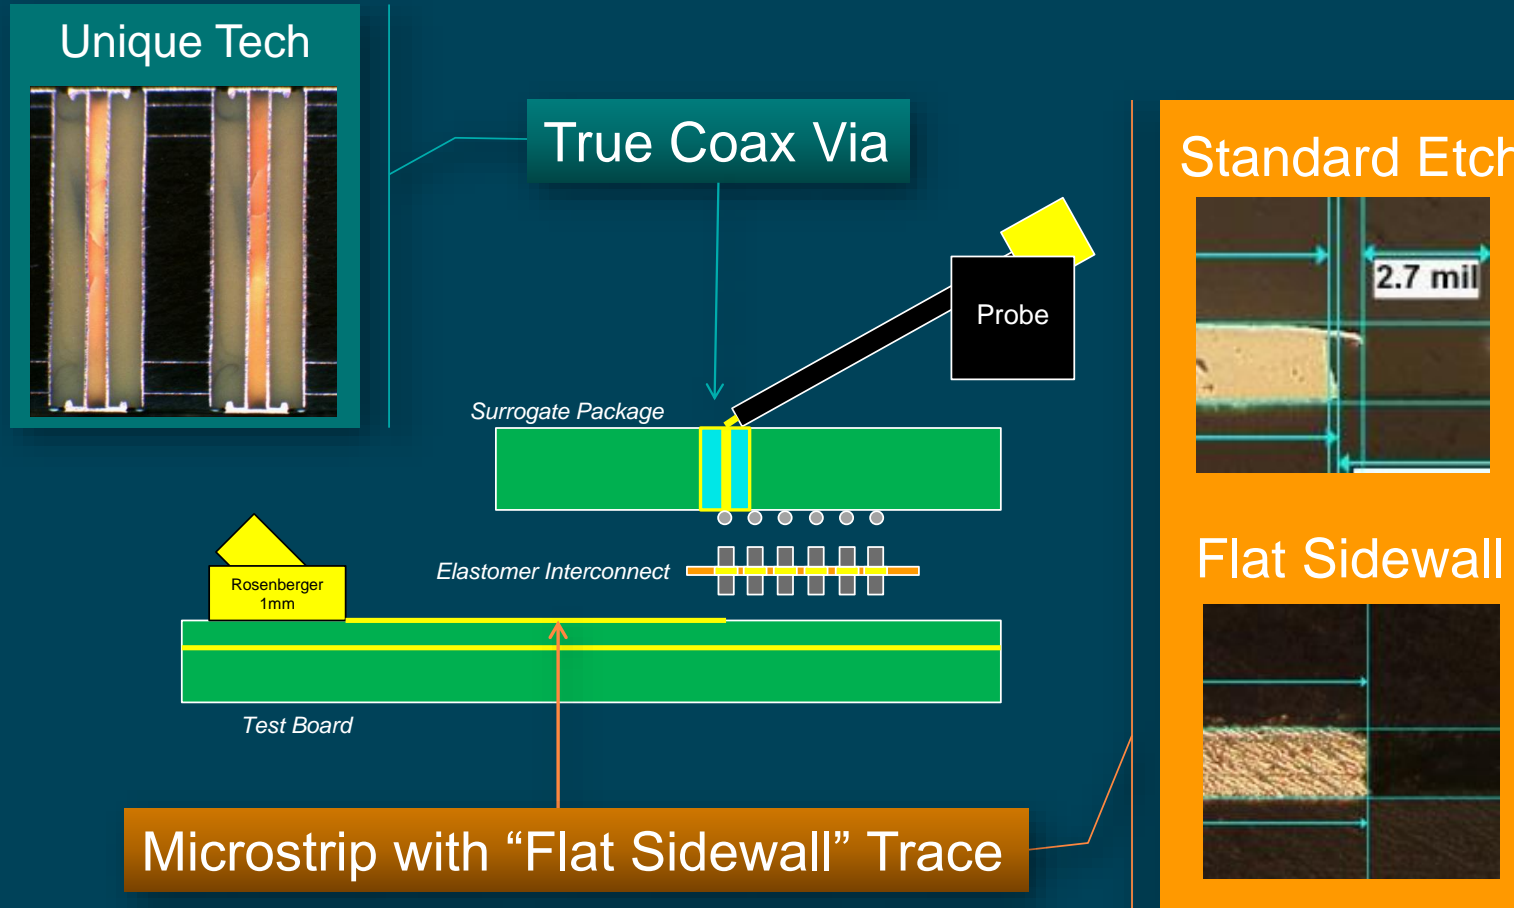 Unique Tech
True Coax Via
Standard Etch
2.7 mil
Probe
Surrogate Package
Flat Sidewall
Elastomer Interconnect
Rosenberger
1mm
Test Board
Microstrip with “Flat Sidewall” Trace